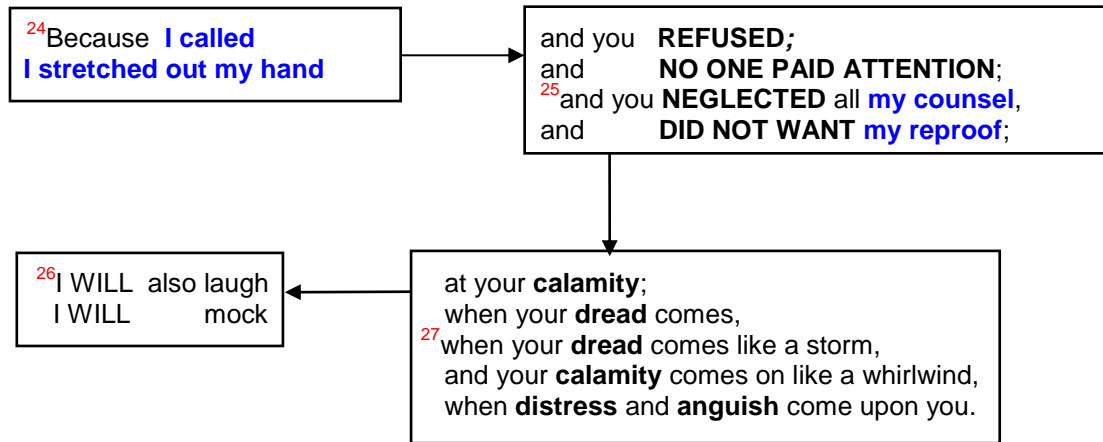 24Because I called
I stretched out my hand
and you REFUSED;
and NO ONE PAID ATTENTION;
25and you NEGLECTED all my counsel,
and DID NOT WANT my reproof;
26I WILL also laugh
I WILL mock
at your calamity;
when your dread comes,
27when your dread comes like a storm,
and your calamity comes on like a whirlwind,
when distress and anguish come upon you.